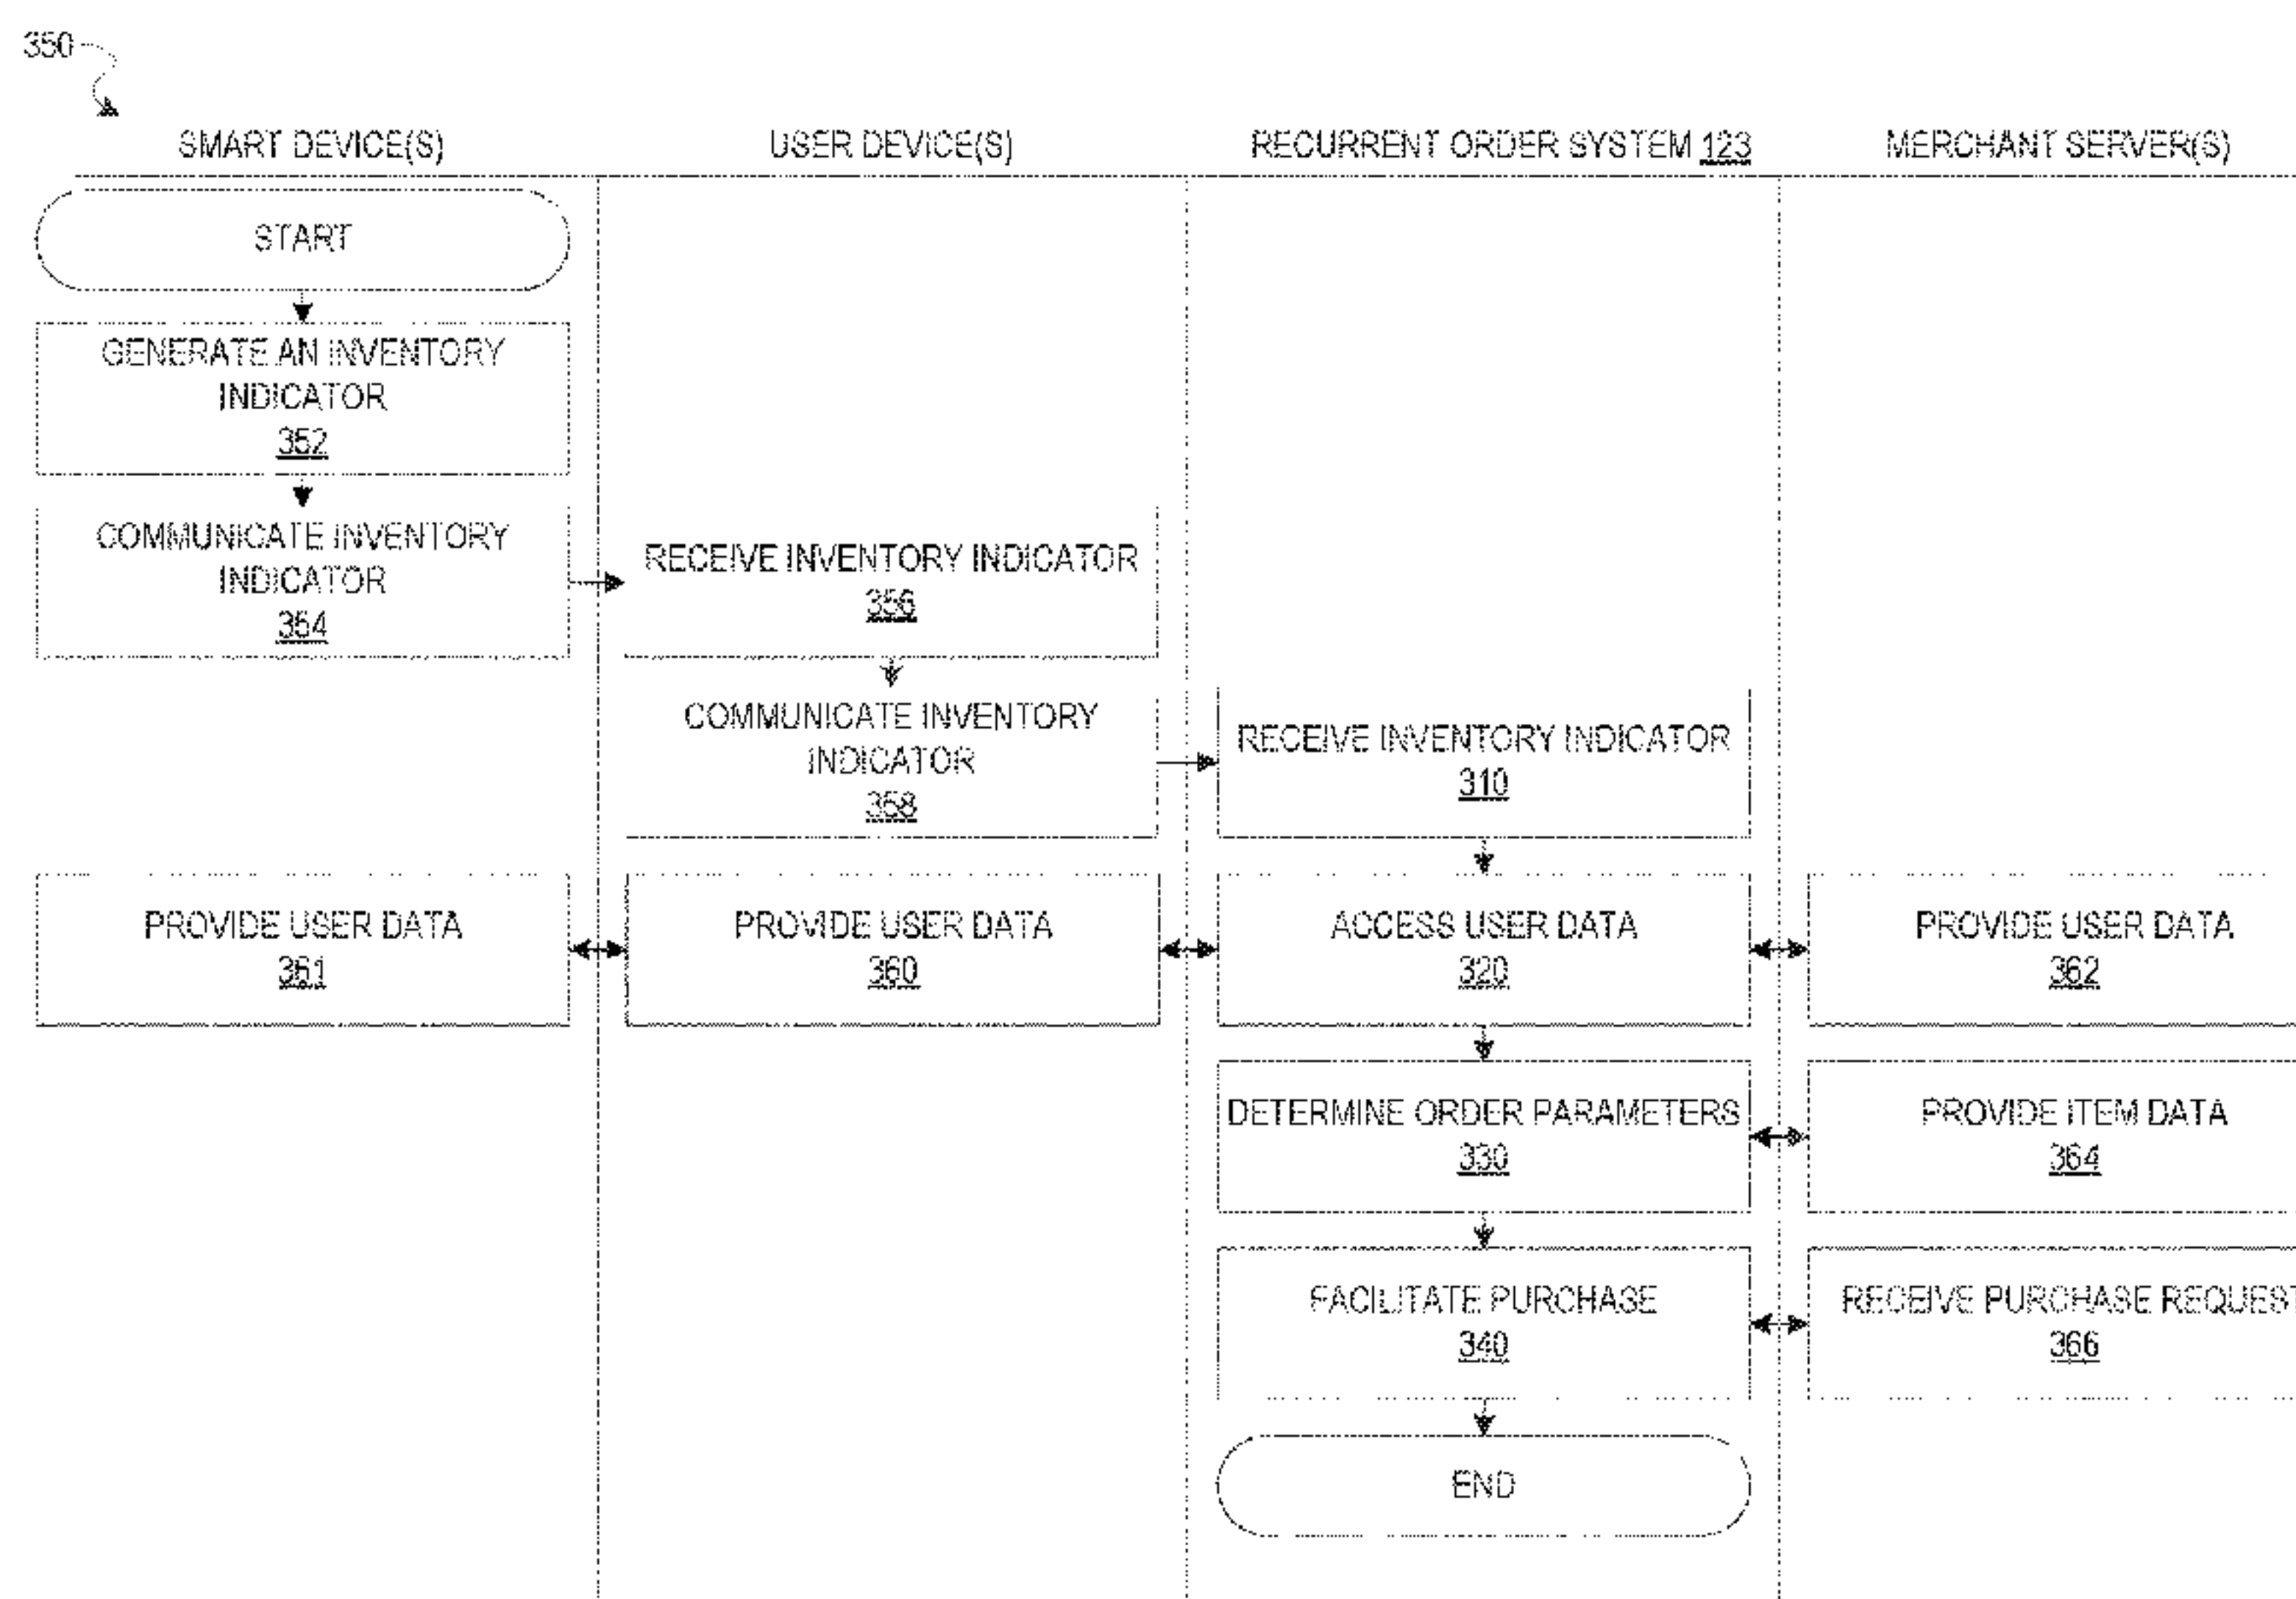 350
SMART DEVICE(S)
USER DEVICE(S)
RECURRENT ORDER SYSTEM 123
MERCHANT SERVER(S)
START
GENERATE AN INVENTORY
INDICATOR
352
COMMUNICATE INVENTORY
INDICATOR
354
RECEIVE INVENTORY INDICATOR
356
COMMUNICATE INVENTORY
INDICATOR
358
RECEIVE INVENTORY INDICATOR
310
PROVIDE USER DATA
361
PROVIDE USER DATA
360
ACCESS USER DATA
320
PROVIDE USER DATA
362
DETERMINE ORDER PARAMETERS
330
PROVIDE ITEM DATA
364
FACILITATE PURCHASE
340
RECEIVE PURCHASE REQUEST
366
END